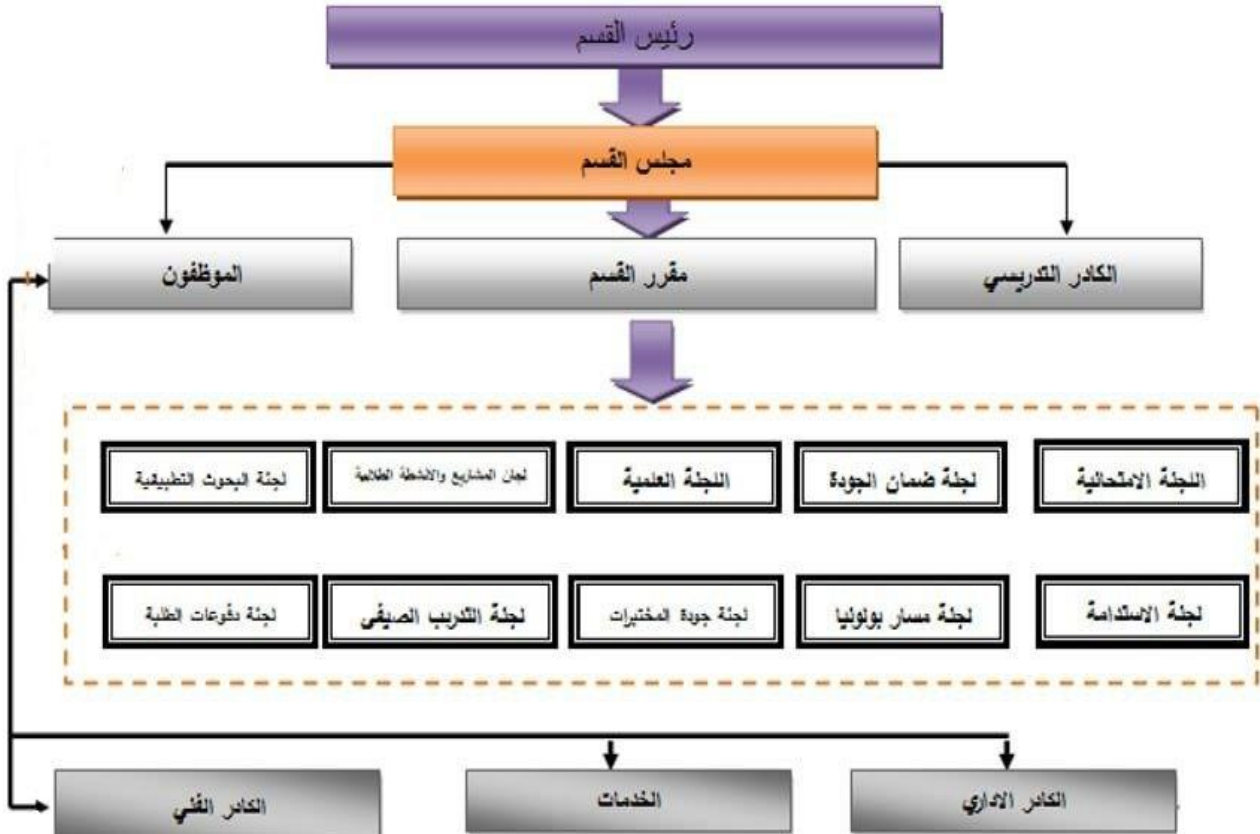 رئيس القسم
مجلس القسم
الكادر التدريسي
مقرر القسم
الموظفون
اللجنة الامتحانية
لجنة ضمان الجودة
اللجنة العلمية
لجان المشاريع والانشطة الطلابية
لجنة البحوث التطبيقية
لجنة الاستدامة
لجنة مسار بولونيا
لجنة جودة المختبرات
لجنة التدريب الصيفي
لجنة دفوعات الطلبة
الكادر الاداري
الخدمات
الكادر الفني